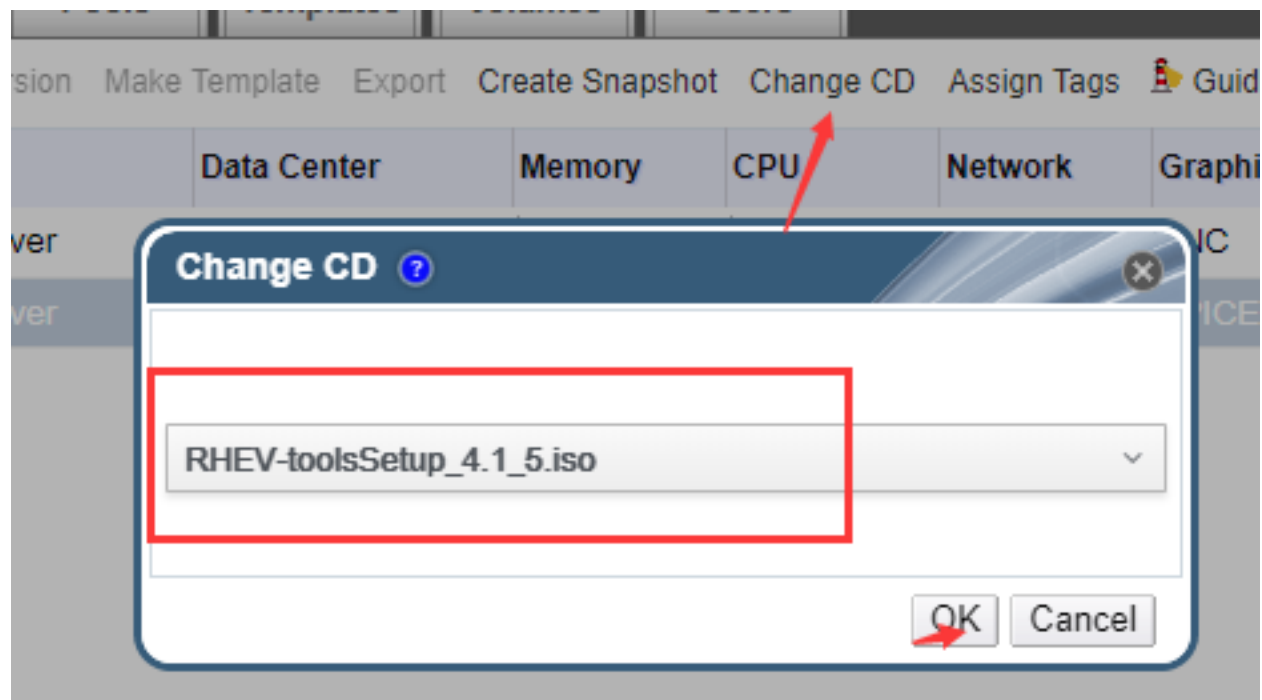 Make Template Export Create Snapshot Change CD Assign Tags
Data Center Memory CPU Network
Change CD ?
RHEV-toolsSetup_4.1_5.iso
OK Cancel